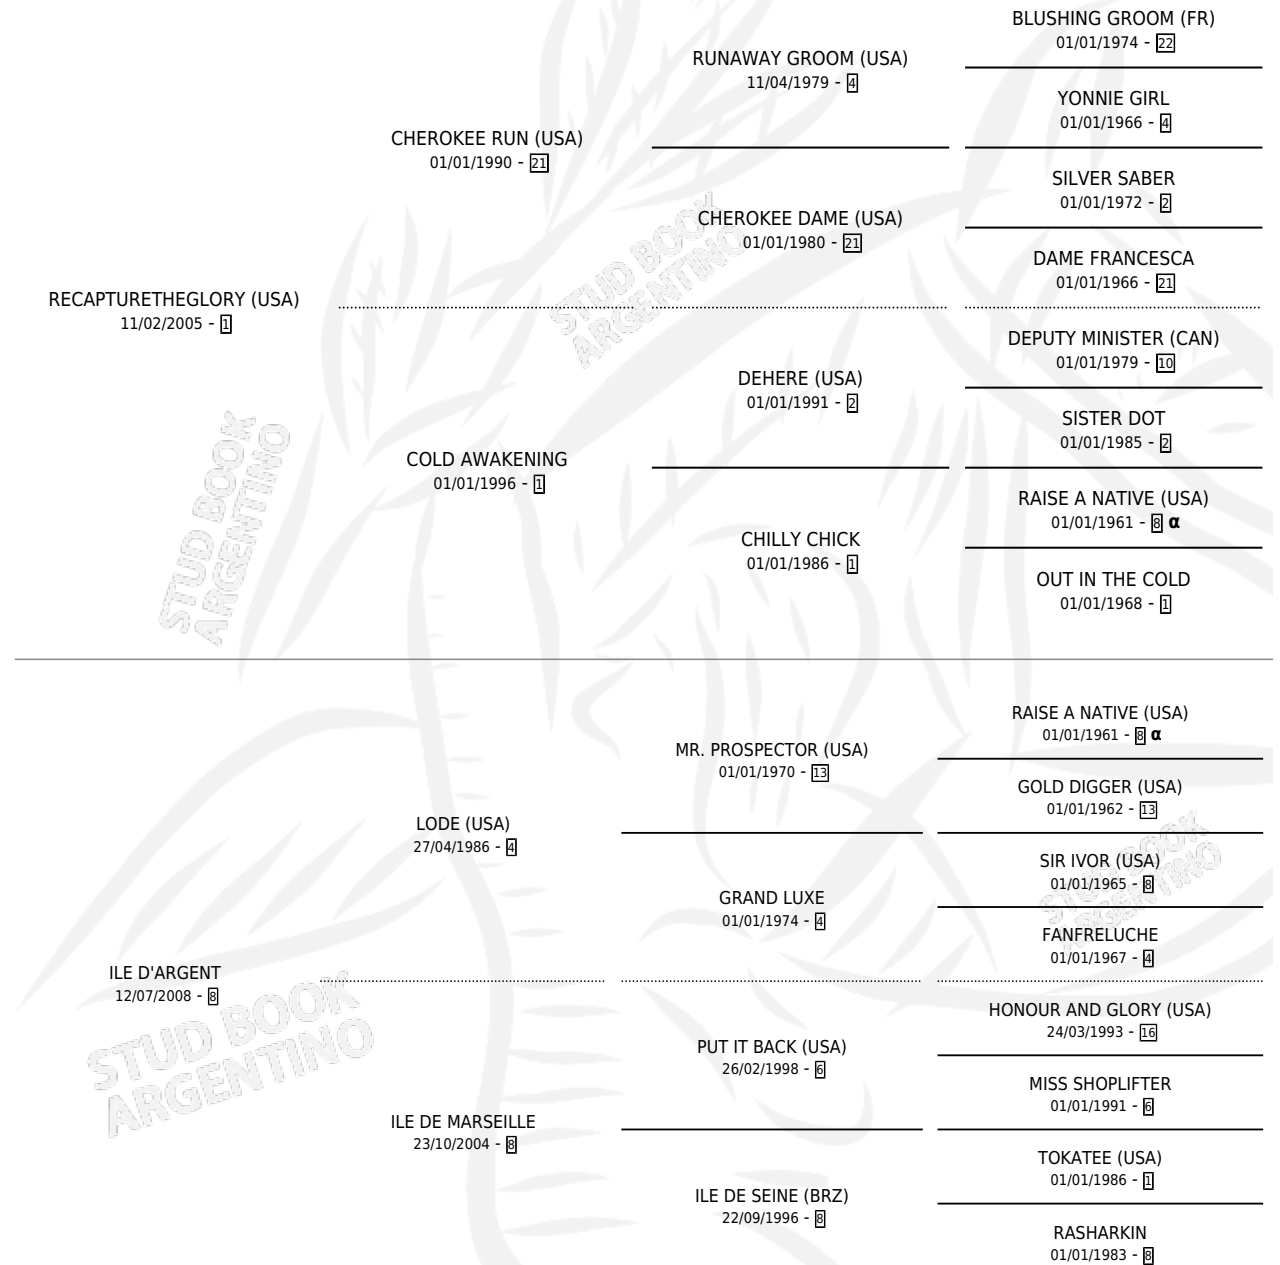 BLUSHING GROOM (FR)
01/01/1974 - 22
RUNAWAY GROOM (USA)
11/04/1979 - 4
YONNIE GIRL
01/01/1966 - 4
CHEROKEE RUN (USA)
01/01/1990 - 21
SILVER SABER
01/01/1972 - 2
CHEROKEE DAME (USA)
01/01/1980 - 21
DAME FRANCESCA
01/01/1966 - 21
RECAPTURETHEGLORY (USA)
11/02/2005 - 1
DEPUTY MINISTER (CAN)
01/01/1979 - 10
DEHERE (USA)
01/01/1991 - 2
SISTER DOT
01/01/1985 - 2
COLD AWAKENING
01/01/1996 - 1
RAISE A NATIVE (USA)
01/01/1961 - 8 α
CHILLY CHICK
01/01/1986 - 1
OUT IN THE COLD
01/01/1968 - 1
RAISE A NATIVE (USA)
01/01/1961 - 8 α
MR. PROSPECTOR (USA)
01/01/1970 - 13
GOLD DIGGER (USA)
01/01/1962 - 13
LODE (USA)
27/04/1986 - 4
SIR IVOR (USA)
01/01/1965 - 8
GRAND LUXE
01/01/1974 - 4
FANFRELUCHE
01/01/1967 - 4
ILE D'ARGENT
12/07/2008 - 8
HONOUR AND GLORY (USA)
24/03/1993 - 16
PUT IT BACK (USA)
26/02/1998 - 6
MISS SHOPLIFTER
01/01/1991 - 6
ILE DE MARSEILLE
23/10/2004 - 8
TOKATEE (USA)
01/01/1986 - 1
ILE DE SEINE (BRZ)
22/09/1996 - 8
RASHARKIN
01/01/1983 - 8
STUD BOOK
ARGENTINO
STUD BOOK
ARGENTINO
STUD BOOK
ARGENTINO
STUD BOOK
ARGENTINO